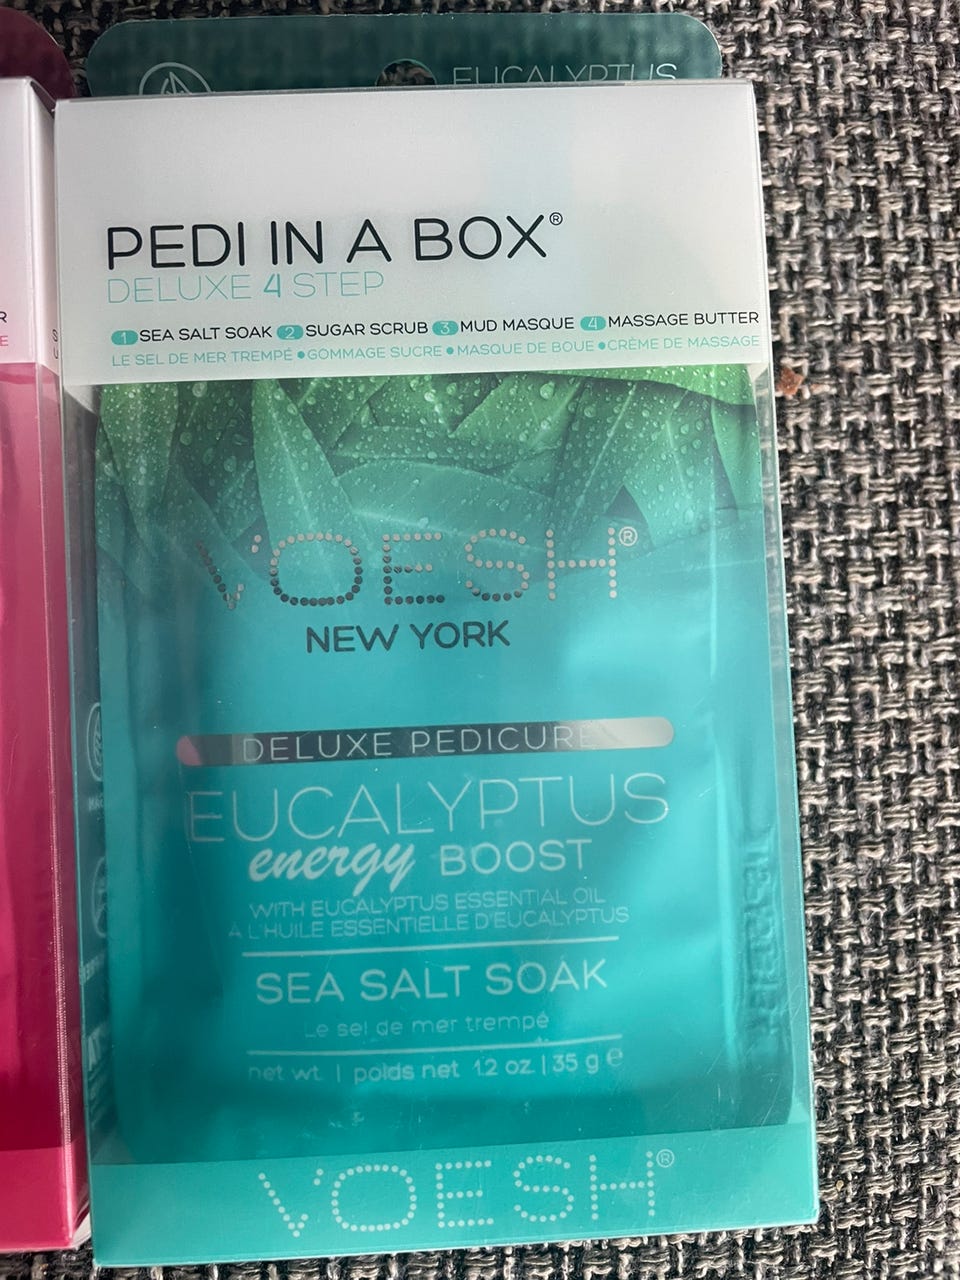 EUCALYPTUS
PEDI IN A BOX®
DELUXE 4 STEP
1 SEA SALT SOAK 2 SUGAR SCRUB 3 MUD MASQUE 4 MASSAGE BUTTER
LE SEL DE MER TREMPÉ • GOMMAGE SUCRE • MASQUE DE BOUE • CRÈME DE MASSAGE
VOESH®
NEW YORK
DELUXE PEDICURE
EUCALYPTUS
energy BOOST
WITH EUCALYPTUS ESSENTIAL OIL
À L'HUILE ESSENTIELLE D'EUCALYPTUS
SEA SALT SOAK
Le sel de mer trempé
net wt. | poids net 1.2 oz | 35 g e
VOESH®